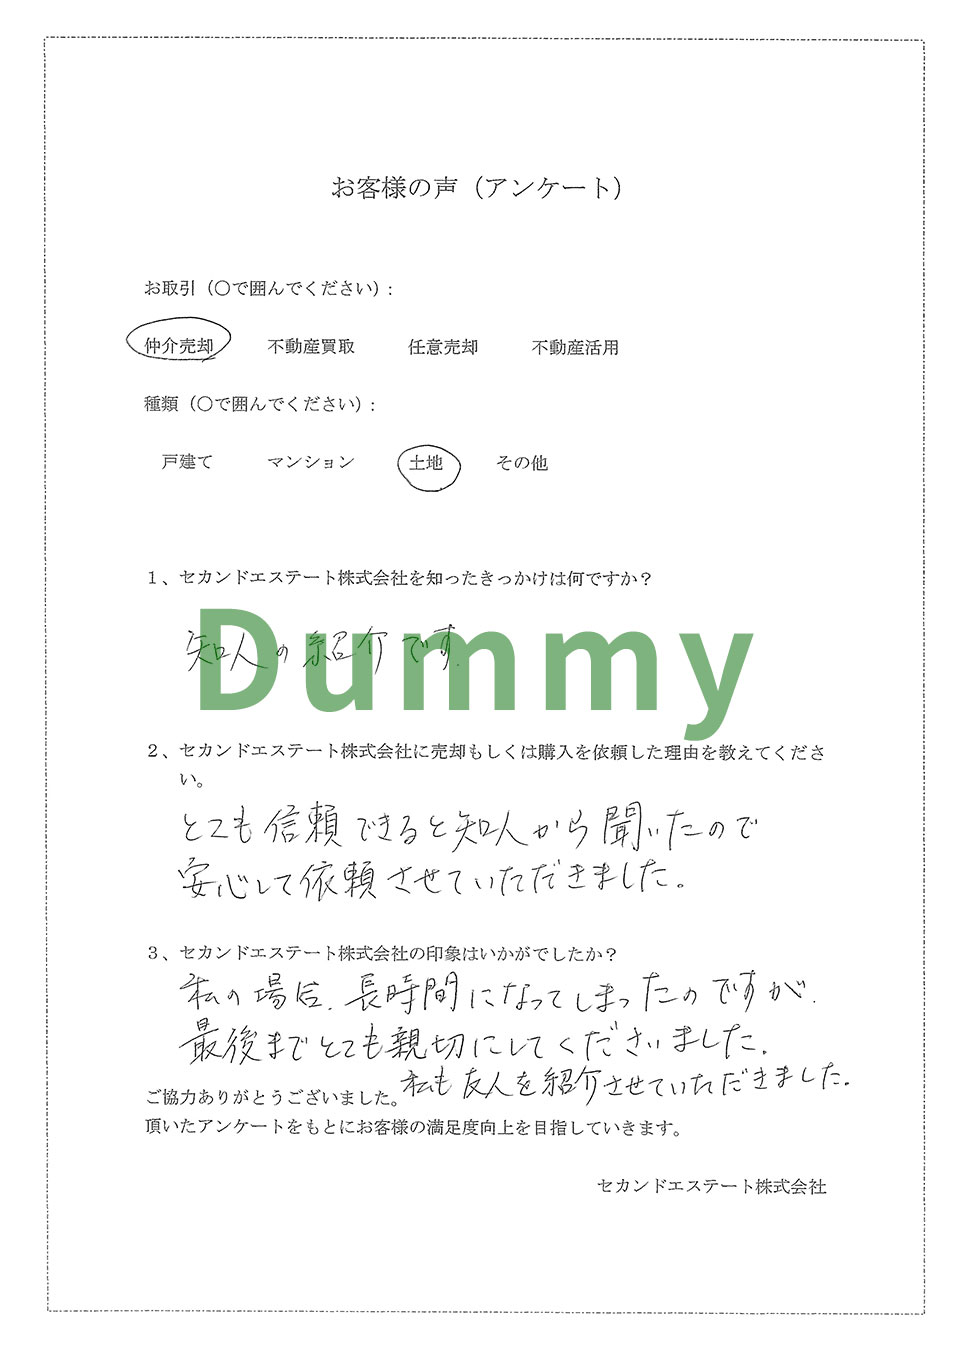 お客様の声（アンケート）
お取引（〇で囲んでください）:
仲介売却 不動産買取 任意売却 不動産活用
種類（〇で囲んでください）:
戸建て マンション 土地 その他
１、セカンドエステート株式会社を知ったきっかけは何ですか？
知人の紹介です.
Dummy
２、セカンドエステート株式会社に売却もしくは購入を依頼した理由を教えてくださ
い。
とても信頼できると知人から聞いたので
安心して依頼させていただきました。
３、セカンドエステート株式会社の印象はいかがでしたか？
私の場合、長時間になってしまったのですが、
最後までとても親切にしてくださいました。
私も友人を紹介させていただきました。
ご協力ありがとうございました。
頂いたアンケートをもとにお客様の満足度向上を目指していきます。
セカンドエステート株式会社